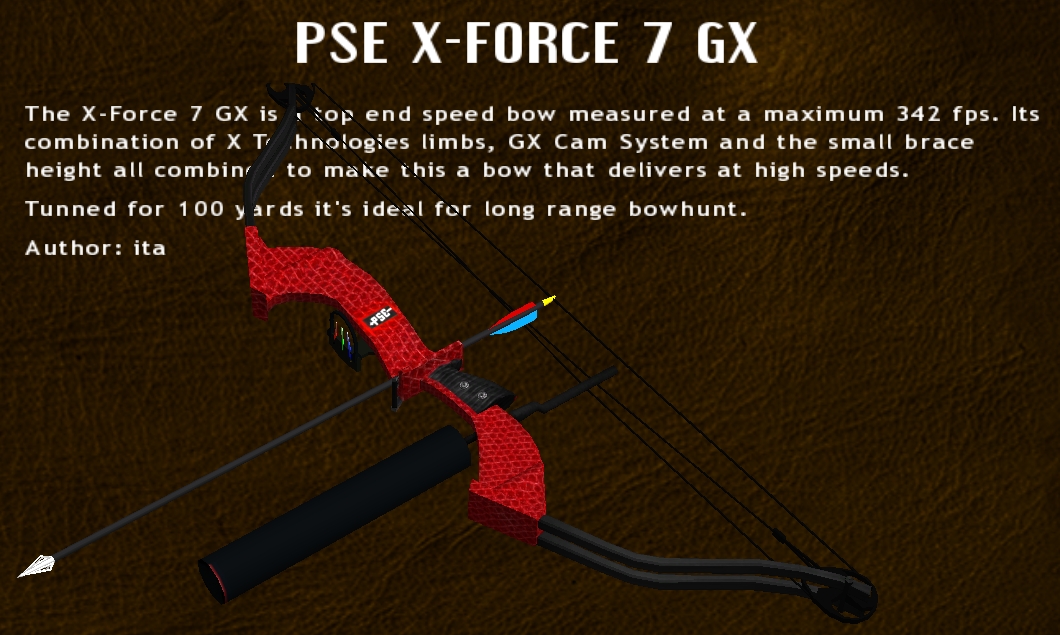 PSE X-FORCE 7 GX
The X-Force 7 GX is a top end speed bow measured at a maximum 342 fps. Its
combination of X Technologies limbs, GX Cam System and the small brace
height all combined to make this a bow that delivers at high speeds.
Tunned for 100 yards it's ideal for long range bowhunt.
Author: ita
PSE